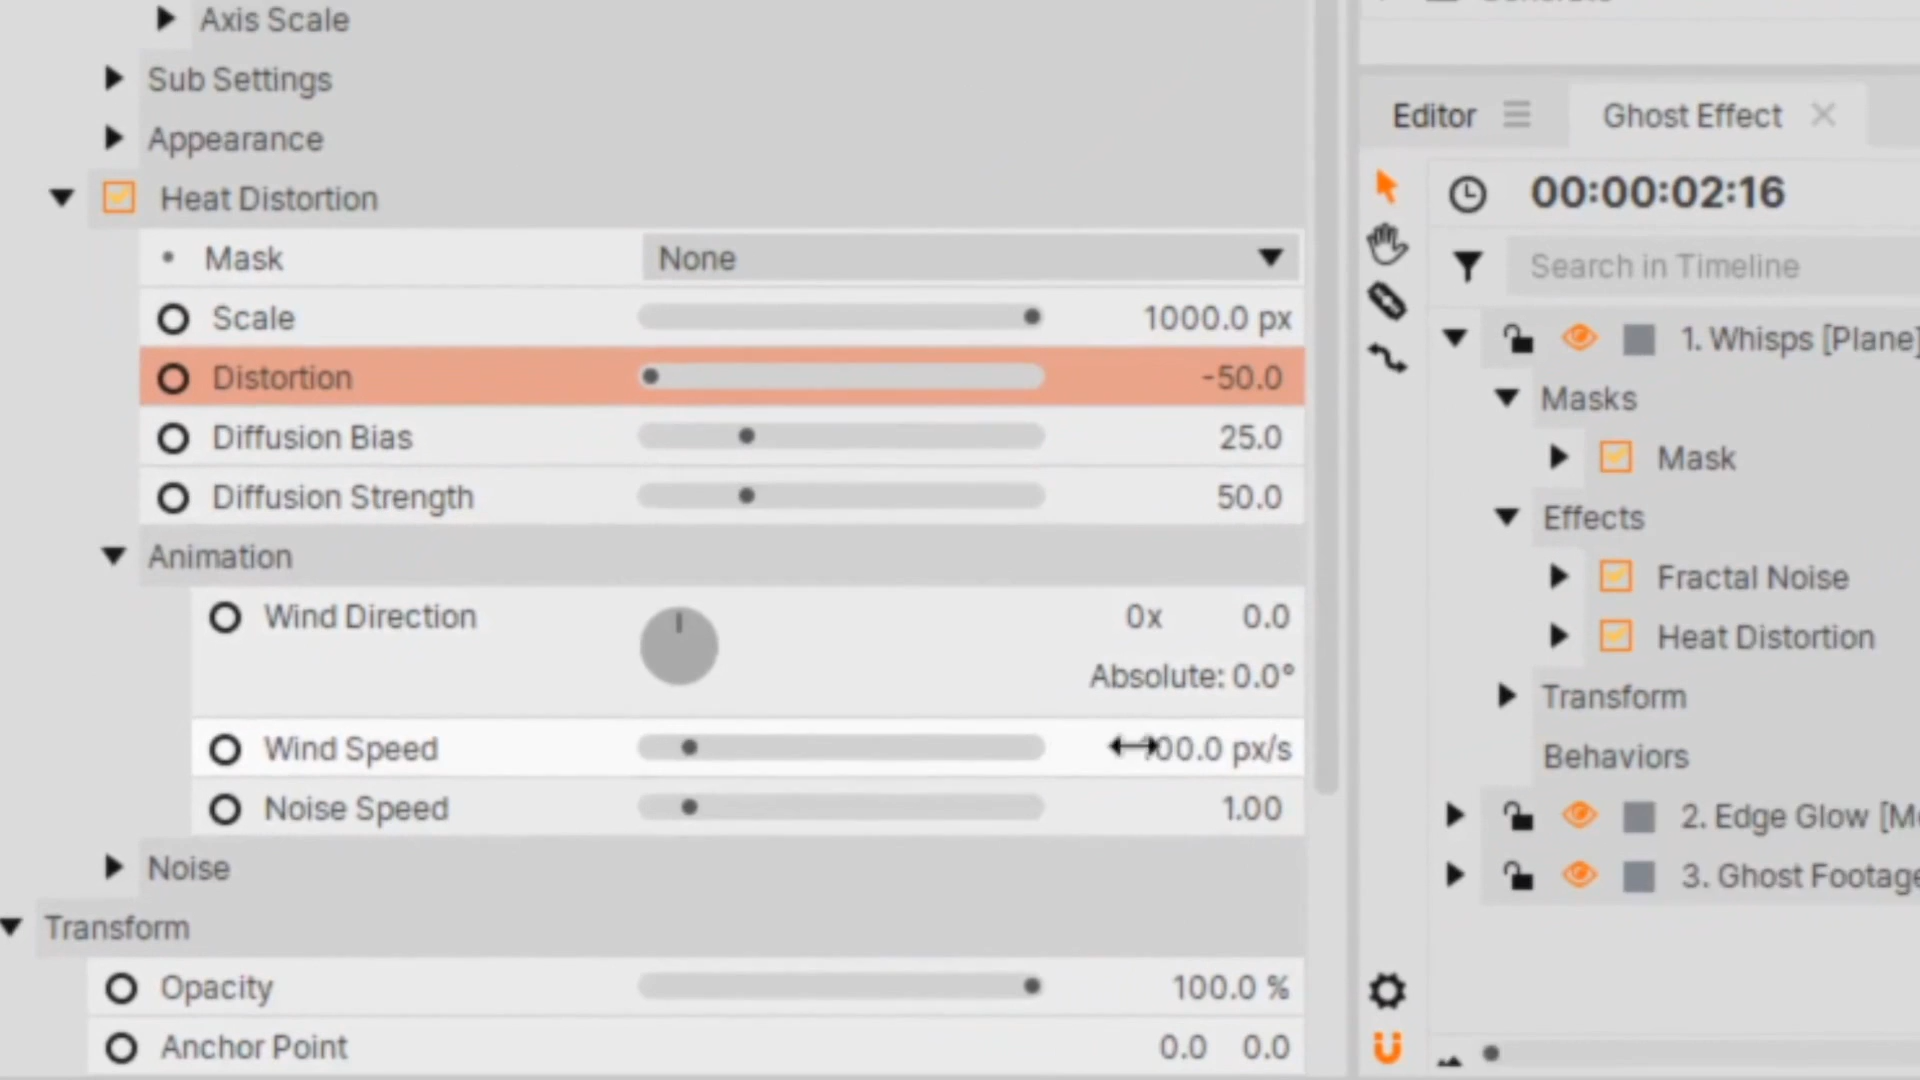 Axis Scale
Sub Settings
Appearance
Heat Distortion
Mask None
Scale 1000.0 px
Distortion -50.0
Diffusion Bias 25.0
Diffusion Strength 50.0
Animation
Wind Direction 0x 0.0
Absolute: 0.0°
Wind Speed 00.0 px/s
Noise Speed 1.00
Noise
Transform
Opacity 100.0 %
Anchor Point 0.0 0.0
Editor Ghost Effect
00:00:02:16
Search in Timeline
1. Whisps [Plane]
Masks
Mask
Effects
Fractal Noise
Heat Distortion
Transform
Behaviors
2. Edge Glow [M
3. Ghost Footage